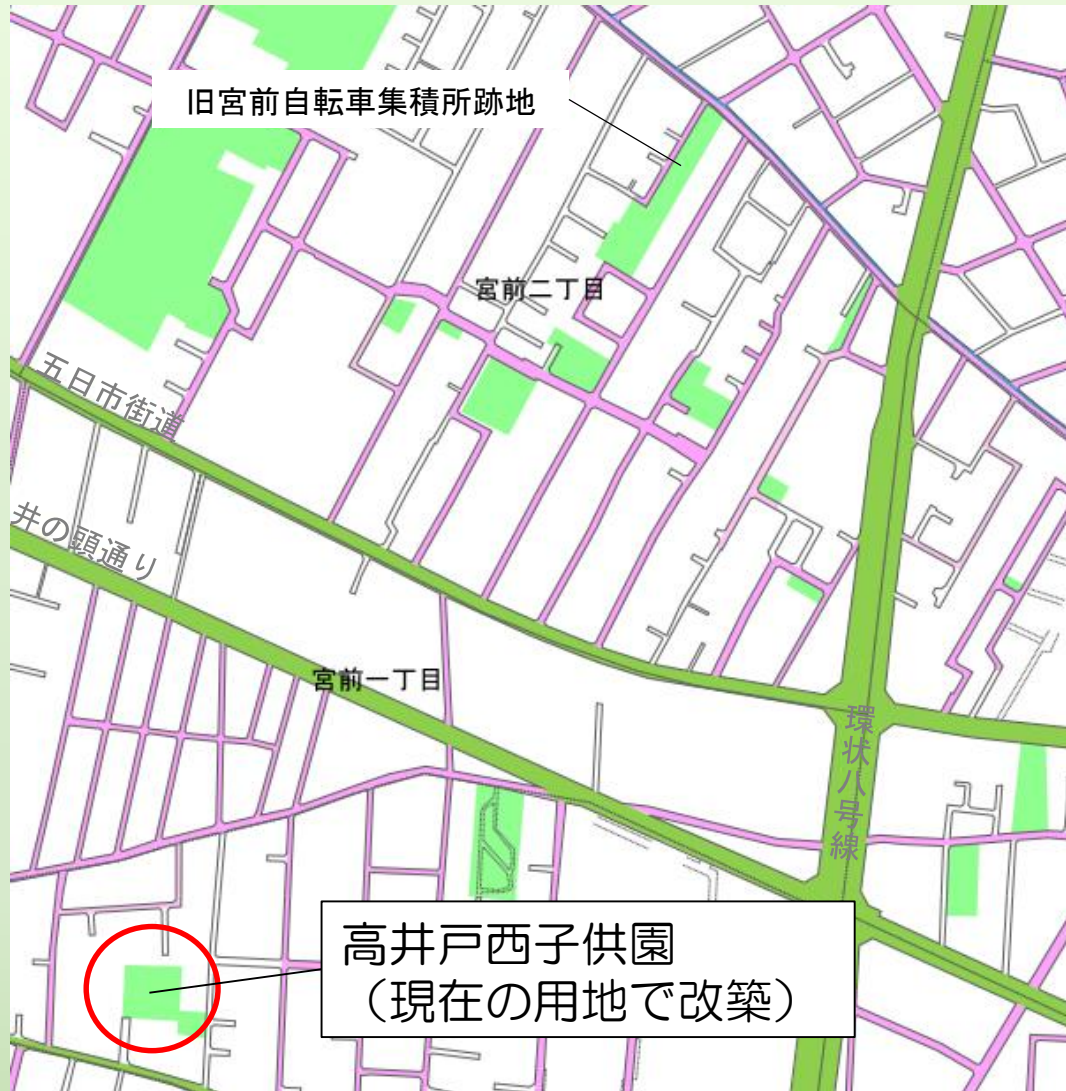 旧宮前自転車集積所跡地
宮前二丁目
五日市街道
井の頭通り
宮前一丁目
環状八号線
高井戸西子供園
（現在の用地で改築）